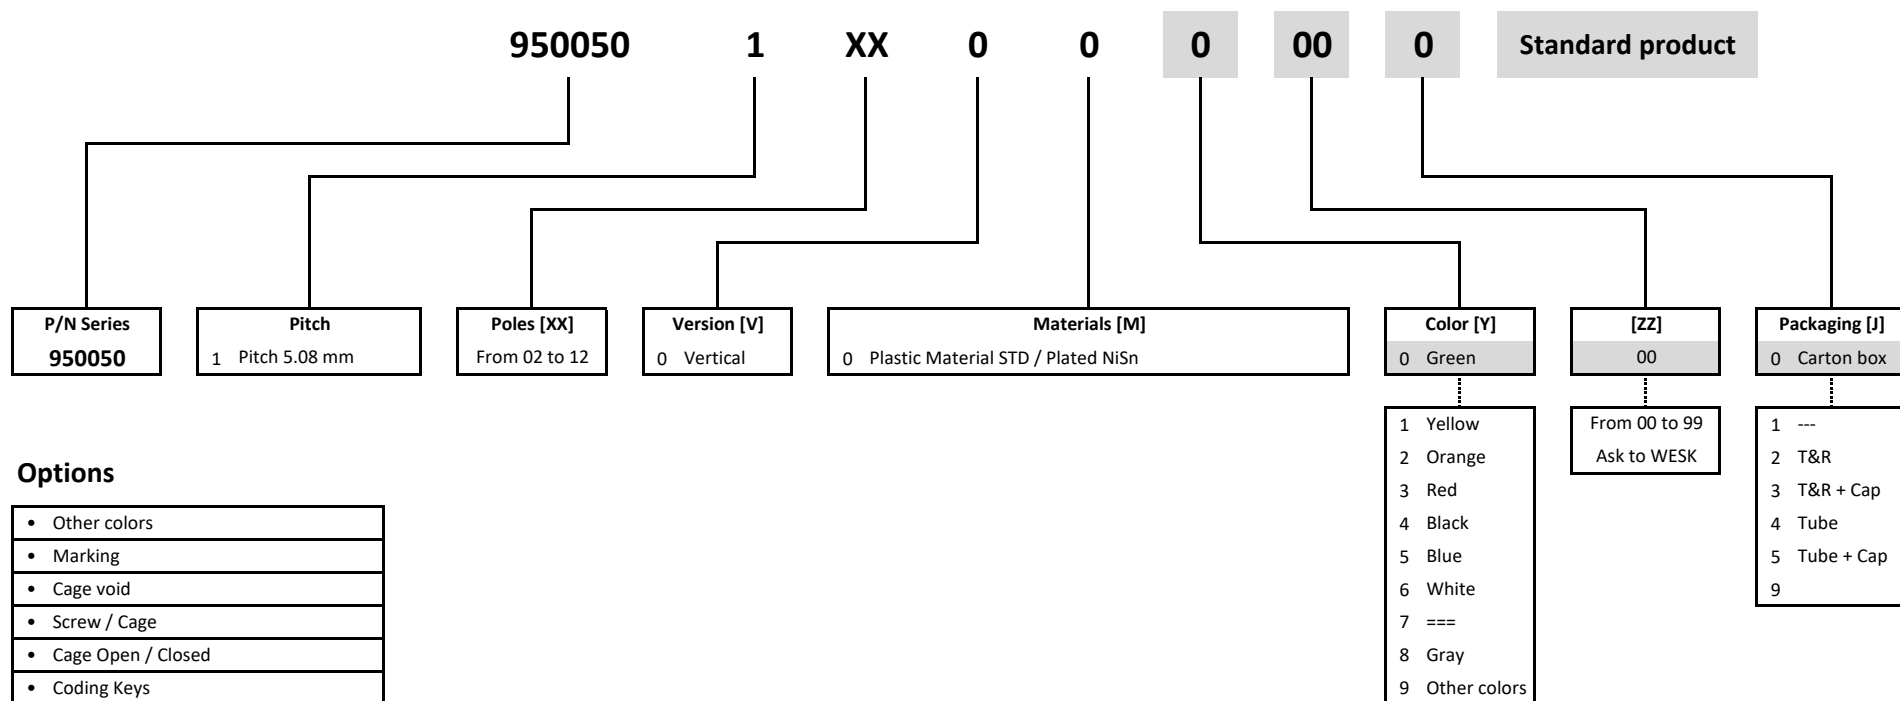 950050 1 XX 0 0 0 00 0 Standard product
P/N Series Pitch Poles [XX] Version [V] Materials [M] Color [Y] [ZZ] Packaging [J]
950050 1 Pitch 5.08 mm From 02 to 12 0 Vertical 0 Plastic Material STD / Plated NiSn 0 Green 00 0 Carton box
1 Yellow From 00 to 99 1 ---
2 Orange Ask to WESK 2 T&R
3 Red 3 T&R + Cap
4 Black 4 Tube
5 Blue 5 Tube + Cap
6 White 9
7 ===
8 Gray
9 Other colors
Options
• Other colors
• Marking
• Cage void
• Screw / Cage
• Cage Open / Closed
• Coding Keys